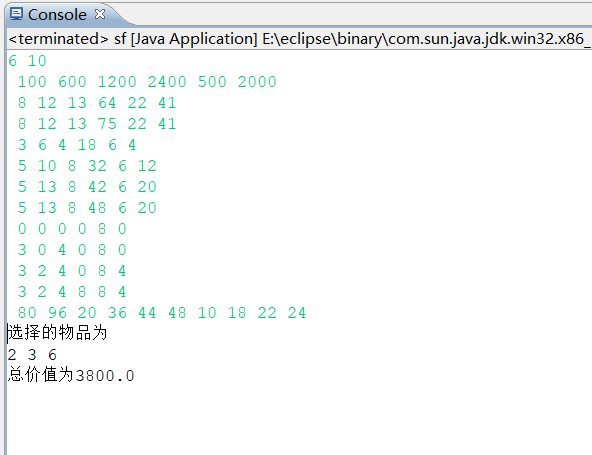 Console
<terminated> sf [Java Application] E:\eclipse\binary\com.sun.java.jdk.win32.x86_
6 10
100 600 1200 2400 500 2000
8 12 13 64 22 41
8 12 13 75 22 41
3 6 4 18 6 4
5 10 8 32 6 12
5 13 8 42 6 20
5 13 8 48 6 20
0 0 0 0 8 0
3 0 4 0 8 0
3 2 4 0 8 4
3 2 4 8 8 4
80 96 20 36 44 48 10 18 22 24
选择的物品为
2 3 6
总价值为3800.0